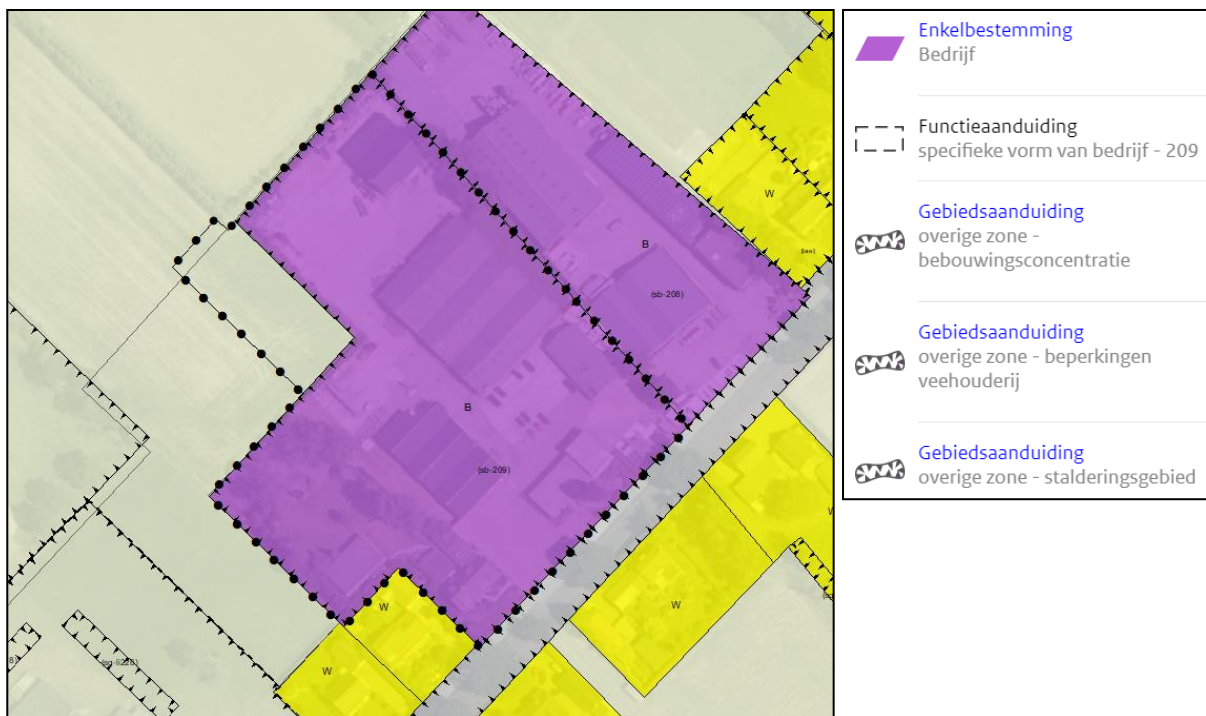 W
(tee)
B
(sb-208)
B
(sb-209)
W
W
W
W
Enkelbestemming
Bedrijf
Functieaanduiding
specifieke vorm van bedrijf - 209
Gebiedsaanduiding
overige zone -
bebouwingsconcentratie
Gebiedsaanduiding
overige zone - beperkingen
veehouderij
Gebiedsaanduiding
overige zone - stalderingsgebied